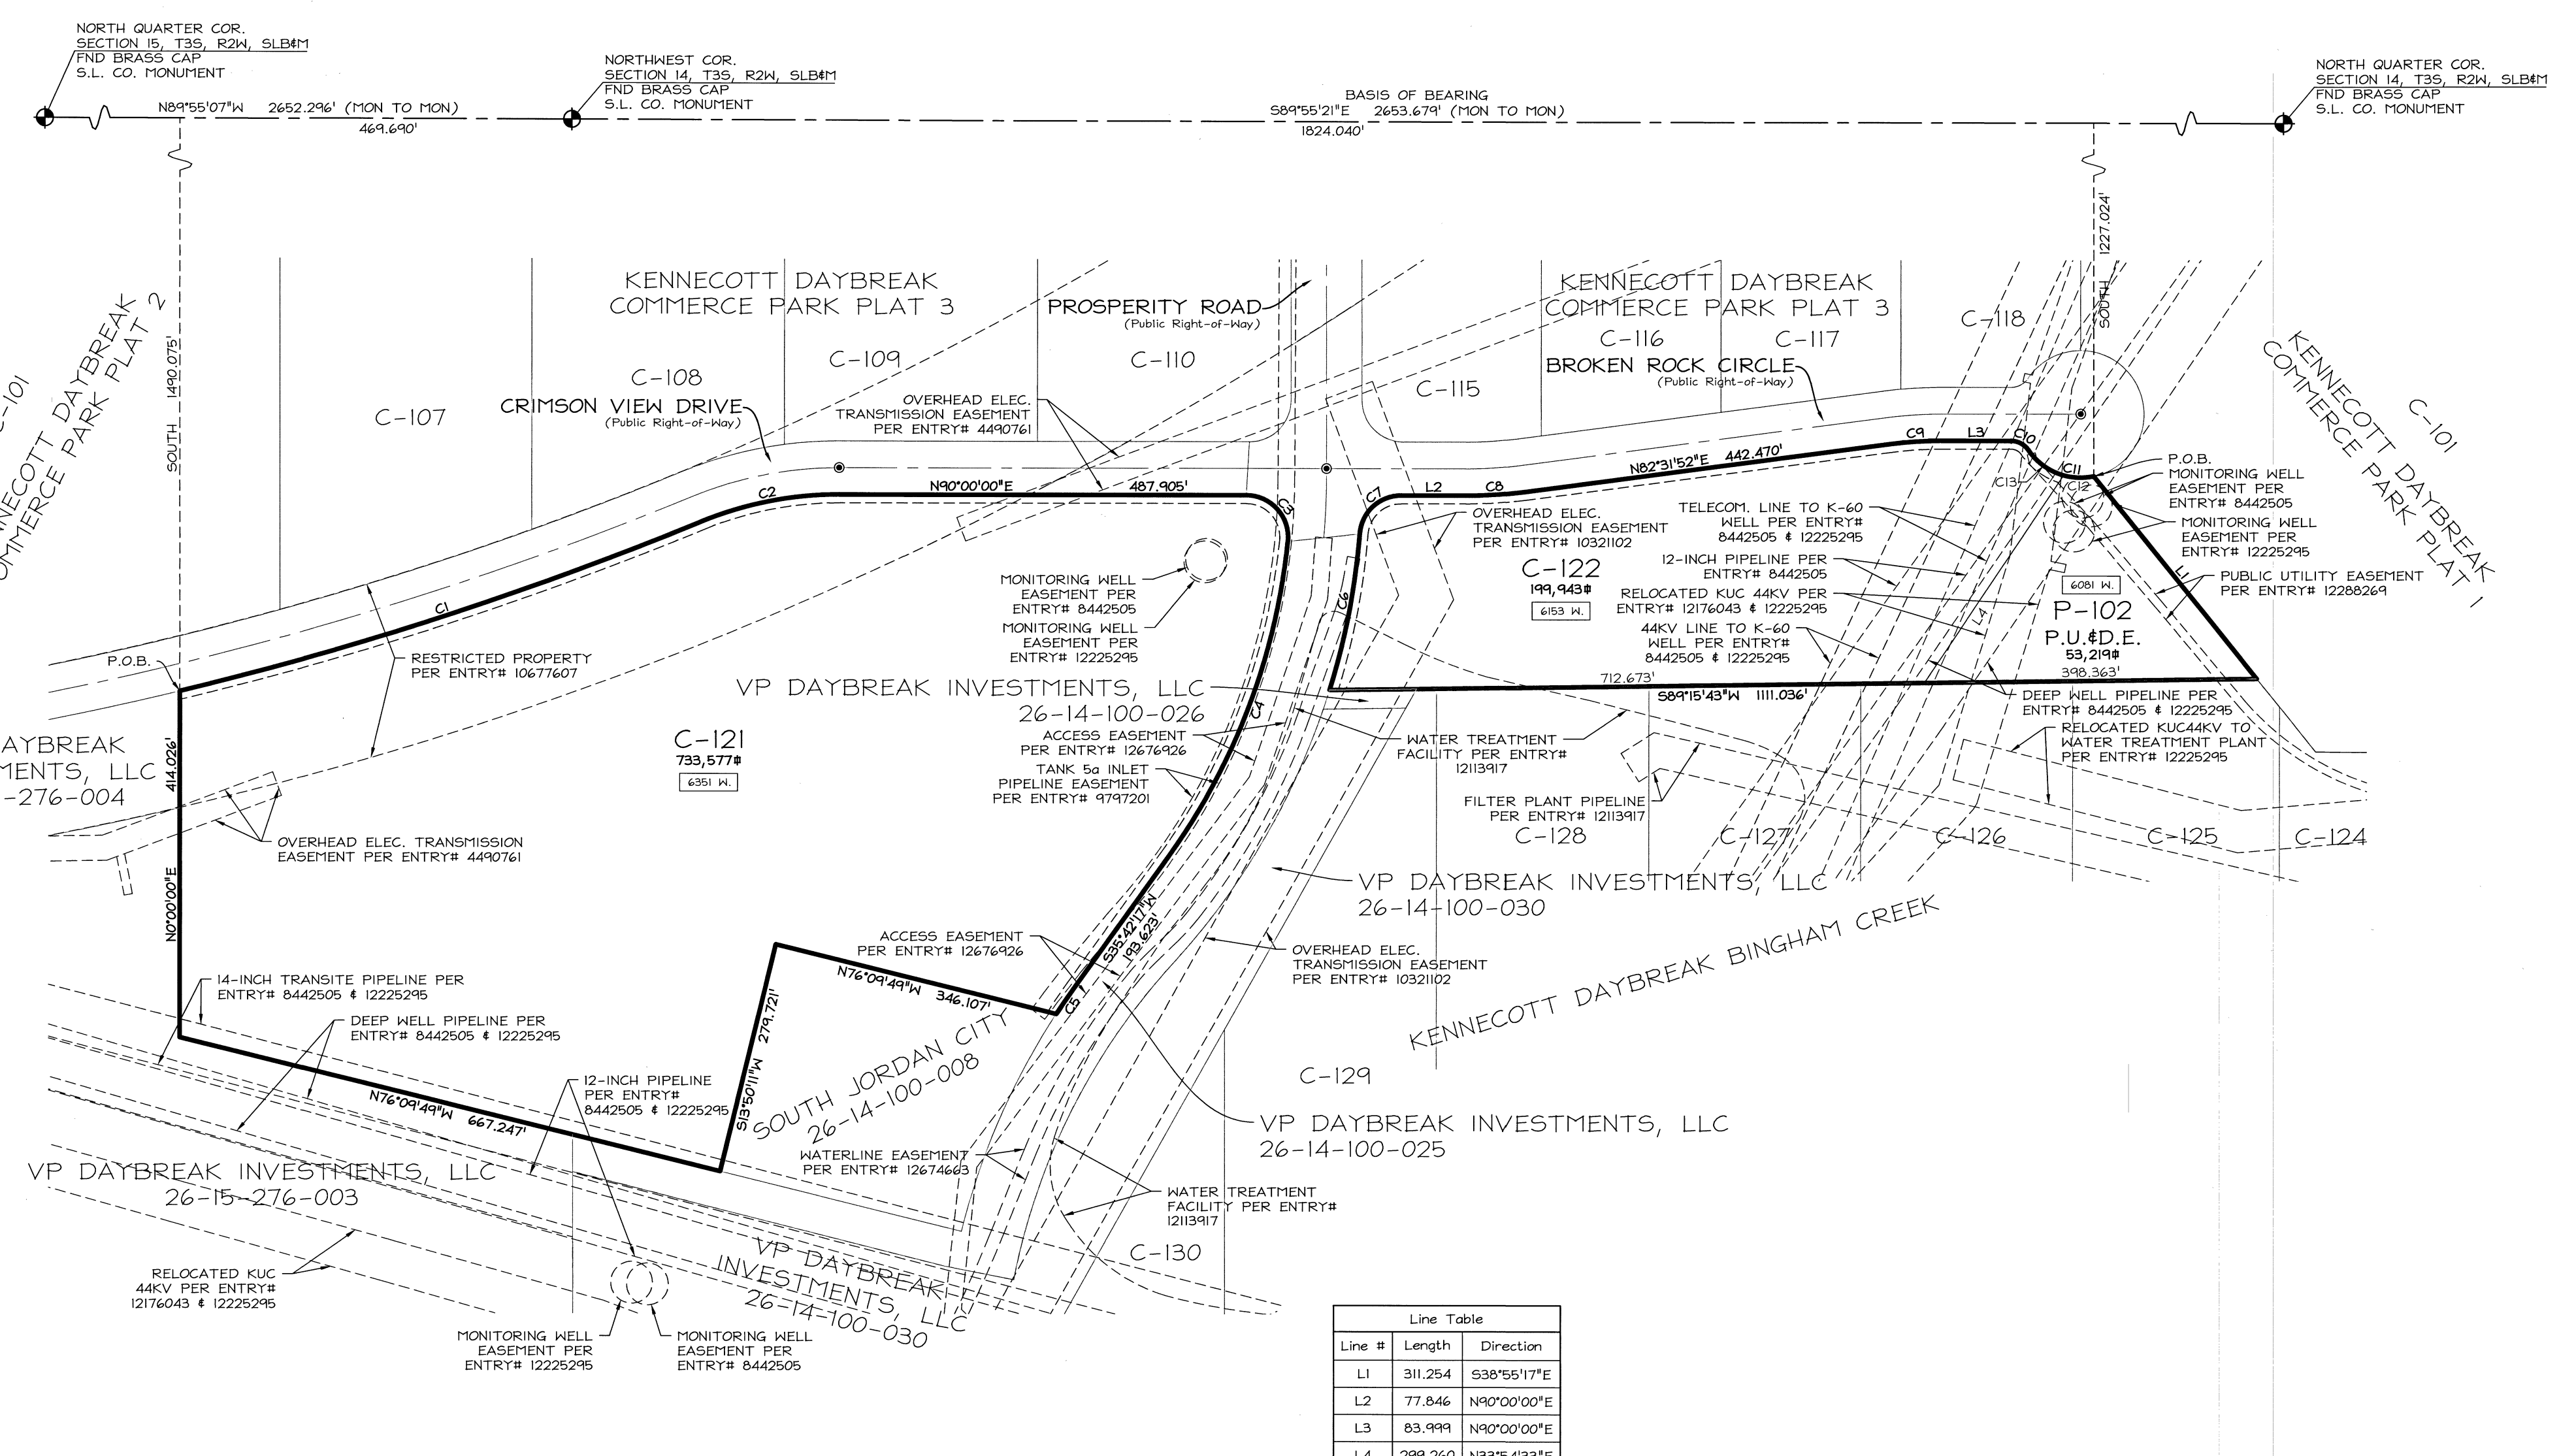 NORTH QUARTER COR.
SECTION 15, T3S, R2W, SLB&M
FND BRASS CAP
S.L. CO. MONUMENT
NORTHWEST COR.
SECTION 14, T3S, R2W, SLB&M
FND BRASS CAP
S.L. CO. MONUMENT
NORTH QUARTER COR.
SECTION 14, T3S, R2W, SLB&M
FND BRASS CAP
S.L. CO. MONUMENT
N89°55'07"W 2652.296' (MON TO MON)
469.690'
BASIS OF BEARING
S89°55'21"E 2653.679' (MON TO MON)
1824.040'
SOUTH 1490.075'
SOUTH 1227.024'
KENNECOTT DAYBREAK
COMMERCE PARK PLAT 2
C-101
KENNECOTT DAYBREAK
COMMERCE PARK PLAT 3
PROSPERITY ROAD
(Public Right-of-Way)
KENNECOTT DAYBREAK
COMMERCE PARK PLAT 3
C-107
C-108
C-109
C-110
C-115
C-116
C-117
C-118
KENNECOTT DAYBREAK
COMMERCE PARK PLAT 1
C-101
CRIMSON VIEW DRIVE
(Public Right-of-Way)
BROKEN ROCK CIRCLE
(Public Right-of-Way)
OVERHEAD ELEC.
TRANSMISSION EASEMENT
PER ENTRY# 4490761
C1
C2
N90°00'00"E 487.905'
C3
C7
L2
C8
N82°31'52"E 442.470'
C9
L3
C10
C11
C12
C13
P.O.B.
MONITORING WELL
EASEMENT PER
ENTRY# 8442505
MONITORING WELL
EASEMENT PER
ENTRY# 12225295
PUBLIC UTILITY EASEMENT
PER ENTRY# 12288269
L1
L4
OVERHEAD ELEC.
TRANSMISSION EASEMENT
PER ENTRY# 10321102
TELECOM. LINE TO K-60
WELL PER ENTRY#
8442505 & 12225295
12-INCH PIPELINE PER
ENTRY# 8442505
RELOCATED KUC 44KV PER
ENTRY# 12176043 & 12225295
44KV LINE TO K-60
WELL PER ENTRY#
8442505 & 12225295
C-122
199,943⏍
6153 W.
6081 W.
P-102
P.U.&D.E.
53,219⏍
398.363'
712.673'
S89°15'43"W 1111.036'
C6
MONITORING WELL
EASEMENT PER
ENTRY# 8442505
MONITORING WELL
EASEMENT PER
ENTRY# 12225295
P.O.B.
RESTRICTED PROPERTY
PER ENTRY# 10677607
VP DAYBREAK INVESTMENTS, LLC
26-14-100-026
ACCESS EASEMENT
PER ENTRY# 12676926
TANK 5a INLET
PIPELINE EASEMENT
PER ENTRY# 9797201
C4
C-121
733,577⏍
6351 W.
AYBREAK
MENTS, LLC
-276-004
414.026'
N0°00'00"E
OVERHEAD ELEC. TRANSMISSION
EASEMENT PER ENTRY# 4490761
WATER TREATMENT
FACILITY PER ENTRY#
12113917
FILTER PLANT PIPELINE
PER ENTRY# 12113917
DEEP WELL PIPELINE PER
ENTRY# 8442505 & 12225295
RELOCATED KUC44KV TO
WATER TREATMENT PLANT
PER ENTRY# 12225295
C-128
C-127
C-126
C-125
C-124
VP DAYBREAK INVESTMENTS, LLC
26-14-100-030
KENNECOTT DAYBREAK BINGHAM CREEK
ACCESS EASEMENT
PER ENTRY# 12676926
S35°42'17"W
193.623'
C5
OVERHEAD ELEC.
TRANSMISSION EASEMENT
PER ENTRY# 10321102
N76°09'49"W 346.107'
S13°50'11"W 279.721'
N76°09'49"W 667.247'
14-INCH TRANSITE PIPELINE PER
ENTRY# 8442505 & 12225295
DEEP WELL PIPELINE PER
ENTRY# 8442505 & 12225295
12-INCH PIPELINE
PER ENTRY#
8442505 & 12225295
SOUTH JORDAN CITY
26-14-100-008
C-129
VP DAYBREAK INVESTMENTS, LLC
26-14-100-025
WATERLINE EASEMENT
PER ENTRY# 12674663
WATER TREATMENT
FACILITY PER ENTRY#
12113917
C-130
VP DAYBREAK INVESTMENTS, LLC
26-15-276-003
VP DAYBREAK
INVESTMENTS, LLC
26-14-100-030
RELOCATED KUC
44KV PER ENTRY#
12176043 & 12225295
MONITORING WELL
EASEMENT PER
ENTRY# 12225295
MONITORING WELL
EASEMENT PER
ENTRY# 8442505
Line Table
Line # Length Direction
L1 311.254 S38°55'17"E
L2 77.846 N90°00'00"E
L3 83.999 N90°00'00"E
L4 299.260 N33°54'33"E